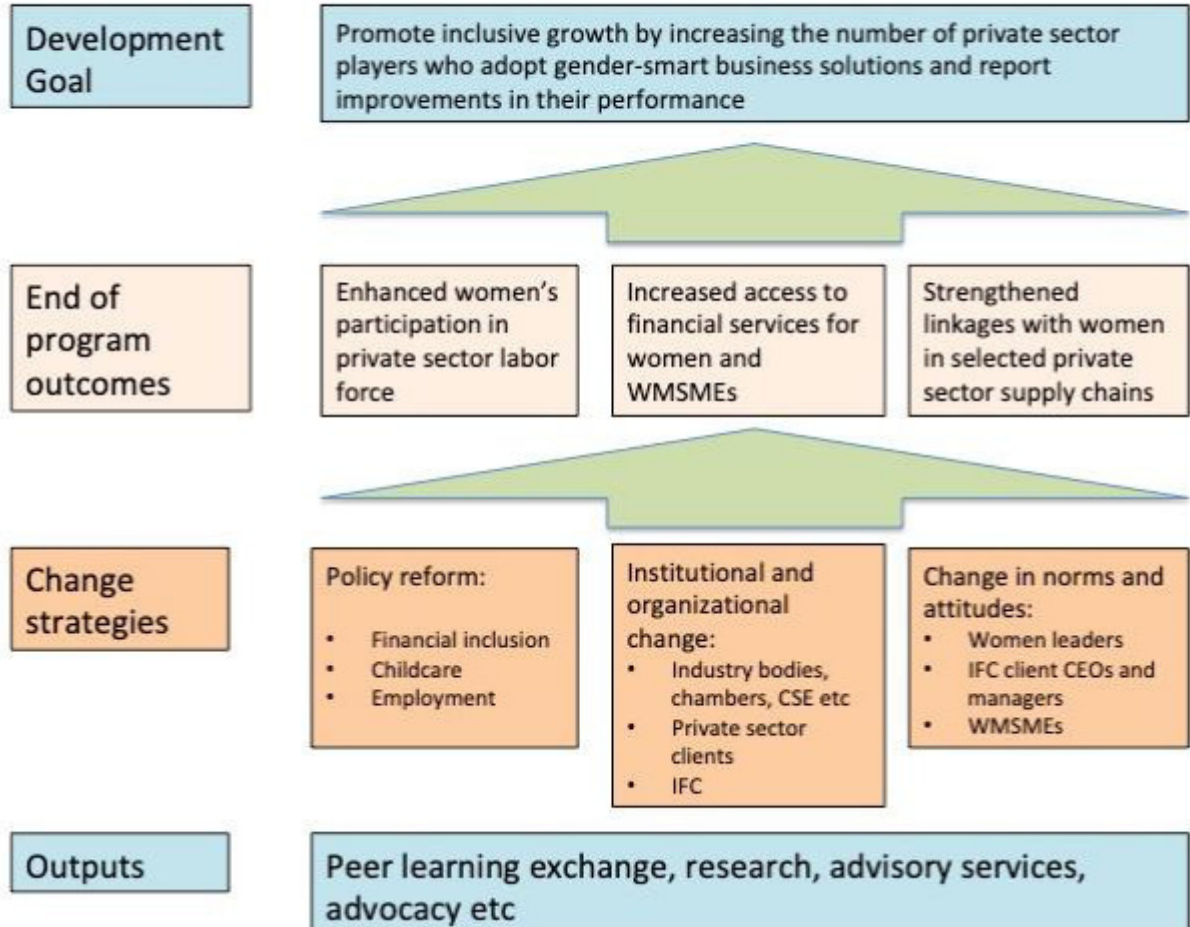 Development
Goal
Promote inclusive growth by increasing the number of private sector
players who adopt gender-smart business solutions and report
improvements in their performance
End of
program
outcomes
Enhanced women's
participation in
private sector labor
force
Increased access to
financial services for
women and
WMSMEs
Strengthened
linkages with women
in selected private
sector supply chains
Change
strategies
Policy reform:
• Financial inclusion
• Childcare
• Employment
Institutional and
organizational
change:
• Industry bodies,
chambers, CSE etc
• Private sector
clients
• IFC
Change in norms and
attitudes:
• Women leaders
• IFC client CEOs and
managers
• WMSMEs
Outputs
Peer learning exchange, research, advisory services,
advocacy etc